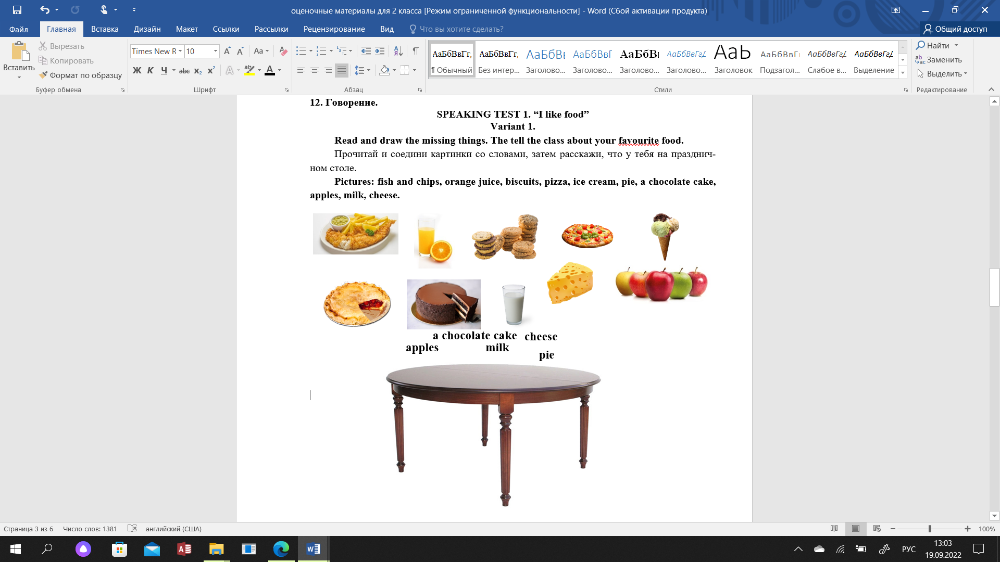 оценочные материалы для 2 класса [Режим ограниченной функциональности] - Word (Сбой активации продукта)
Файл Главная Вставка Дизайн Макет Ссылки Рассылки Рецензирование Вид Что вы хотите сделать? Общий доступ
Вставить
Вырезать
Копировать
Формат по образцу
Буфер обмена
Times New R 10
Aa
Ж К Ч abc x₂ x²
Шрифт
Абзац
АаБбВвГг, АаБбВвГг, АаБбВı АаБбВвГ АаБбВı АаБбВвГг АаЬ АаБбВвГı АаБбВвГг АаБбВвГг
¶ Обычный Без интер... Заголово... Заголово... Заголово... Заголово... Заголовок Подзагол... Слабое в... Выделение
Стили
Найти
Заменить
Выделить
Редактирование
12. Говорение.
SPEAKING TEST 1. “I like food”
Variant 1.
Read and draw the missing things. The tell the class about your favourite food.
Прочитай и соедини картинки со словами, затем расскажи, что у тебя на празднич-
ном столе.
Pictures: fish and chips, orange juice, biscuits, pizza, ice cream, pie, a chocolate cake,
apples, milk, cheese.
a chocolate cake cheese
apples milk
pie
Страница 3 из 6 Число слов: 1381 английский (США) 100%
РУС
13:03
19.09.2022